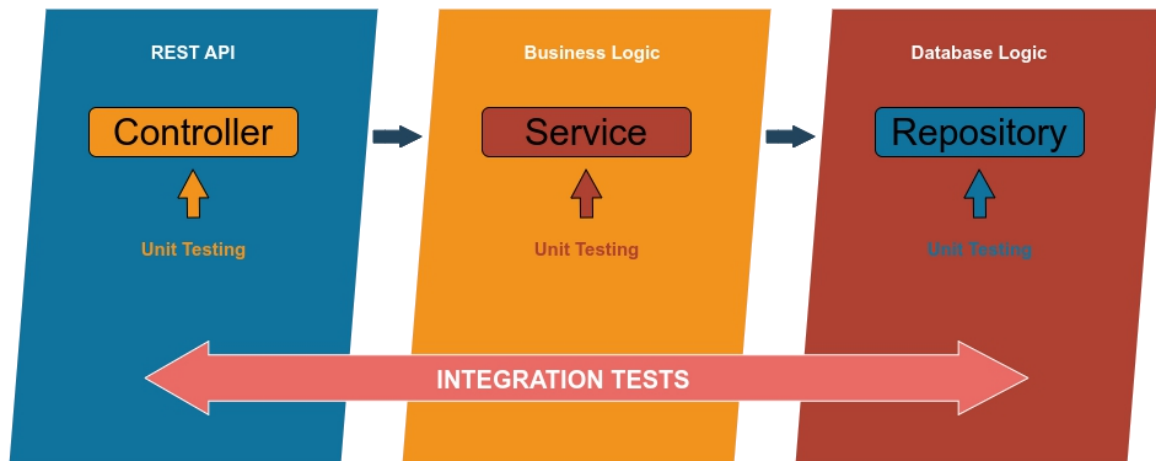 REST API
Business Logic
Database Logic
Controller
Service
Repository
Unit Testing
Unit Testing
Unit Testing
INTEGRATION TESTS